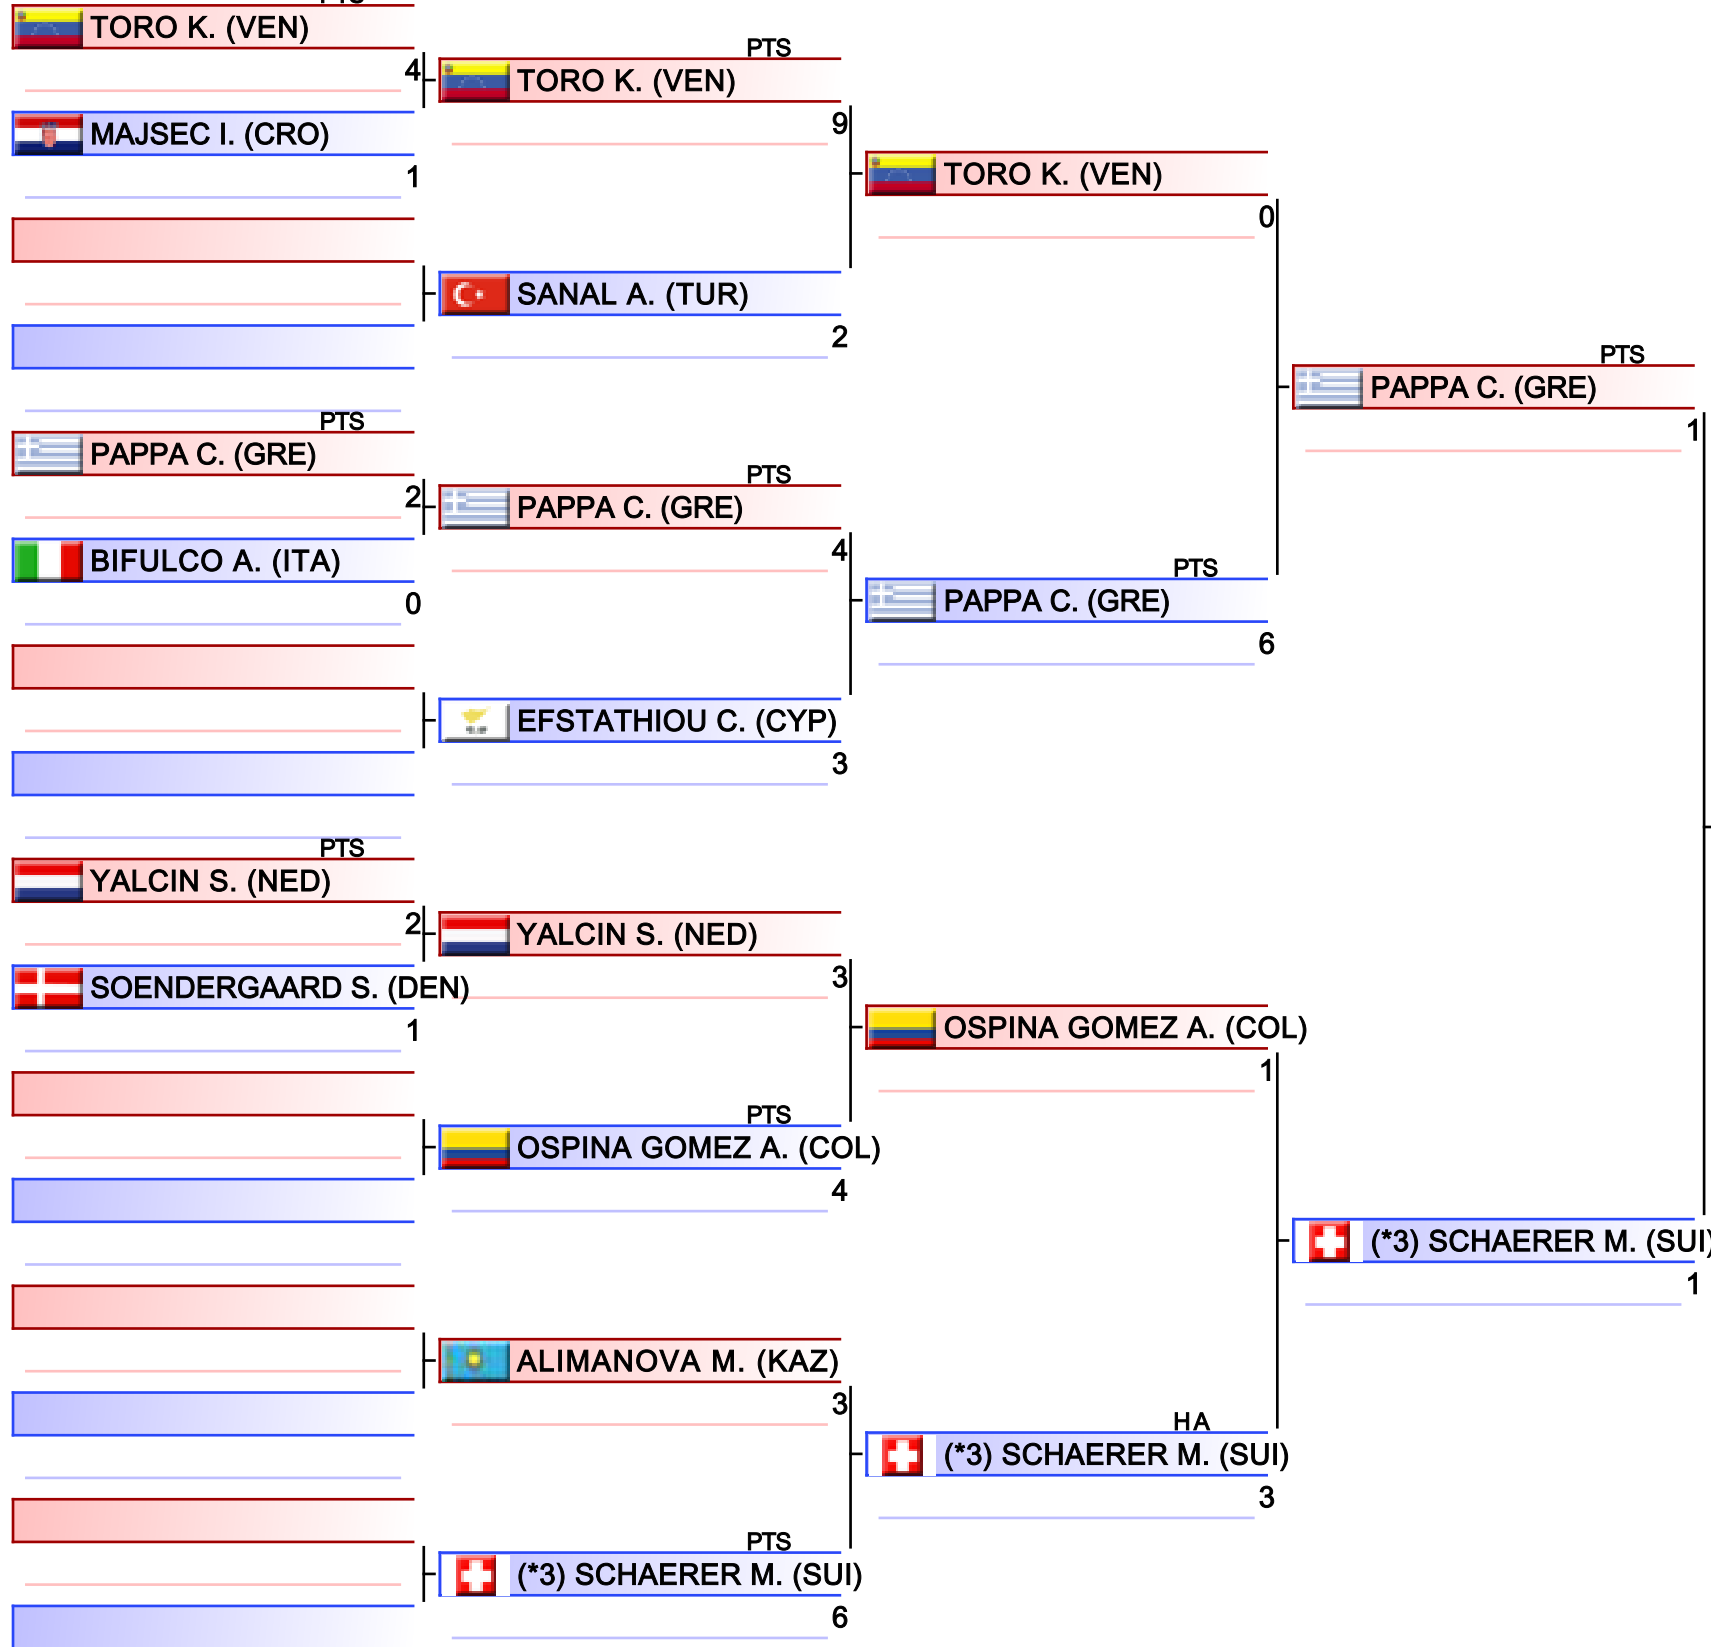 TORO K. (VEN)
4
MAJSEC I. (CRO)
1
PTS
PAPPA C. (GRE)
2
BIFULCO A. (ITA)
0
PTS
YALCIN S. (NED)
2
SOENDERGAARD S. (DEN)
1
PTS
TORO K. (VEN)
9
SANAL A. (TUR)
2
PTS
PAPPA C. (GRE)
4
EFSTATHIOU C. (CYP)
3
YALCIN S. (NED)
3
PTS
OSPINA GOMEZ A. (COL)
4
ALIMANOVA M. (KAZ)
3
PTS
(*3) SCHAERER M. (SUI)
6
TORO K. (VEN)
0
PTS
PAPPA C. (GRE)
6
OSPINA GOMEZ A. (COL)
1
HA
(*3) SCHAERER M. (SUI)
3
PTS
PAPPA C. (GRE)
1
(*3) SCHAERER M. (SUI)
1